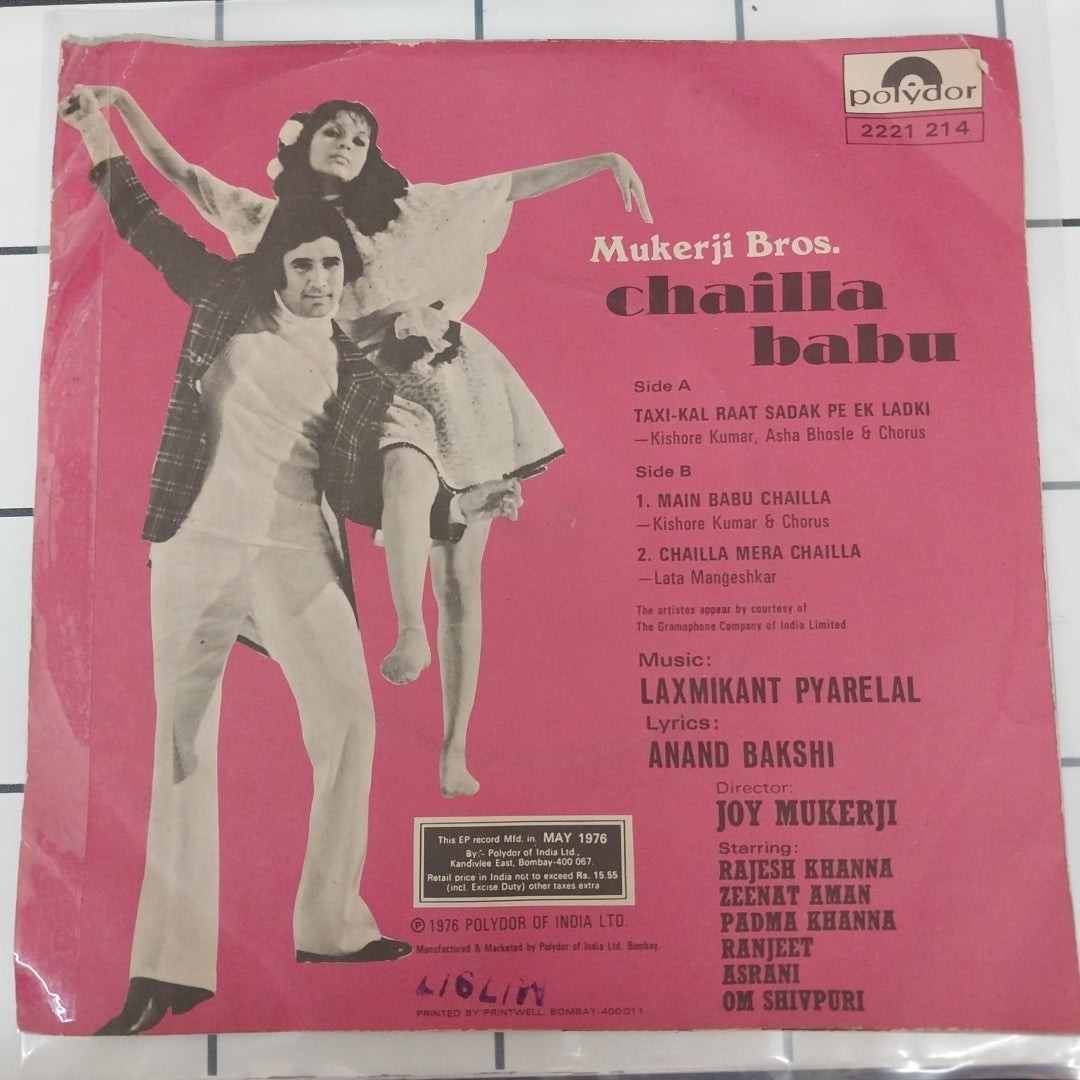 polydor
2221 214
Mukerji Bros.
chailla
babu
Side A
TAXI-KAL RAAT SADAK PE EK LADKI
—Kishore Kumar, Asha Bhosle & Chorus
Side B
1. MAIN BABU CHAILLA
—Kishore Kumar & Chorus
2. CHAILLA MERA CHAILLA
—Lata Mangeshkar
The artistes appear by courtesy of
The Gramophone Company of India Limited
Music:
LAXMIKANT PYARELAL
Lyrics:
ANAND BAKSHI
Director:
JOY MUKERJI
Starring:
RAJESH KHANNA
ZEENAT AMAN
PADMA KHANNA
RANJEET
ASRANI
OM SHIVPURI
This EP record Mfd. in MAY 1976
By:- Polydor of India Ltd.,
Kandivlee East, Bombay-400 067.
Retail price in India not to exceed Rs. 15.55
(incl. Excise Duty) other taxes extra
Ⓟ 1976 POLYDOR OF INDIA LTD.
Manufactured & Marketed by Polydor of India Ltd. Bombay.
PRINTED BY PRINTWELL, BOMBAY-400011